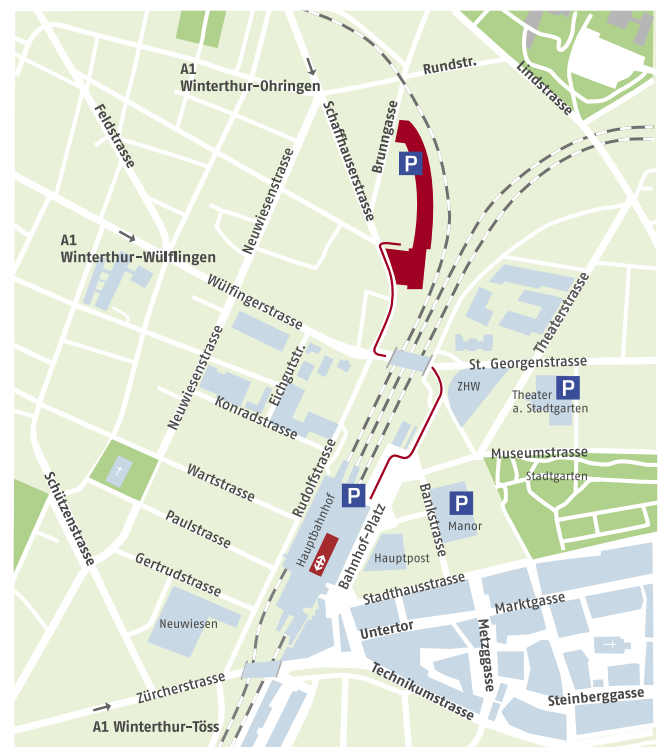 A1
Winterthur-Ohringen
Rundstr.
Lindstrasse
Feldstrasse
Schaffhauserstrasse
Brunngasse
P
Neuwiesenstrasse
A1
Winterthur-Wülflingen
Wülfingerstrasse
Theaterstrasse
Neuwiesenstrasse
Eichgutstr.
St. Georgenstrasse
ZHW
Theater
a. Stadtgarten
P
Konradstrasse
Museumstrasse
Stadtgarten
Rudolfstrasse
Wartstrasse
Schützenstrasse
Paulstrasse
Hauptbahnhof
P
Bahnhof-Platz
Bankstrasse
P
Manor
Hauptpost
Gertrudstrasse
Stadthausstrasse
Marktgasse
Neuwiesen
Untertor
Metzggasse
Zürcherstrasse
Technikumstrasse
Steinberggasse
A1 Winterthur-Töss